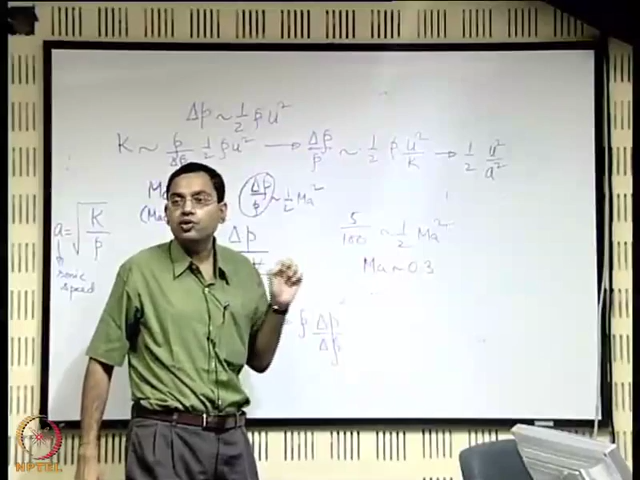 Δp ~ 1/2 ρu²
K ~ ρ/Δρ 1/2 ρu² → Δρ/ρ ~ 1/2 ρ u²/K → 1/2 u²/a²
Δρ/ρ ~ 1/2 Ma²
a = √K/ρ
sonic speed
5/100 ~ 1/2 Ma²
Ma ~ 0.3
ρ Δp/Δρ
NPTEL